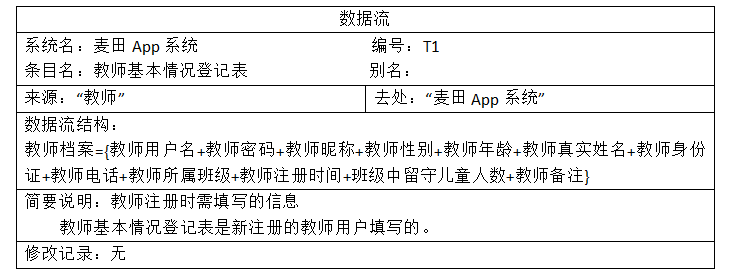 数据流
系统名：麦田 App 系统 编号：T1
条目名：教师基本情况登记表 别名：
来源：“教师” 去处：“麦田 App 系统”
数据流结构：
教师档案={教师用户名+教师密码+教师昵称+教师性别+教师年龄+教师真实姓名+教师身份
证+教师电话+教师所属班级+教师注册时间+班级中留守儿童人数+教师备注}
简要说明：教师注册时需填写的信息
教师基本情况登记表是新注册的教师用户填写的。
修改记录：无